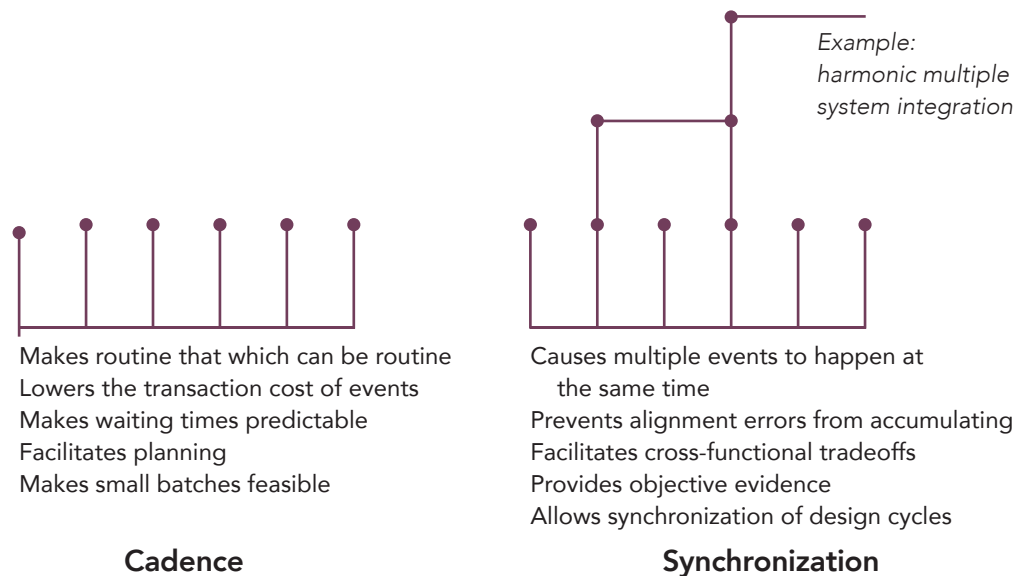 Example:
harmonic multiple
system integration
Makes routine that which can be routine
Lowers the transaction cost of events
Makes waiting times predictable
Facilitates planning
Makes small batches feasible
Cadence
Causes multiple events to happen at
the same time
Prevents alignment errors from accumulating
Facilitates cross-functional tradeoffs
Provides objective evidence
Allows synchronization of design cycles
Synchronization